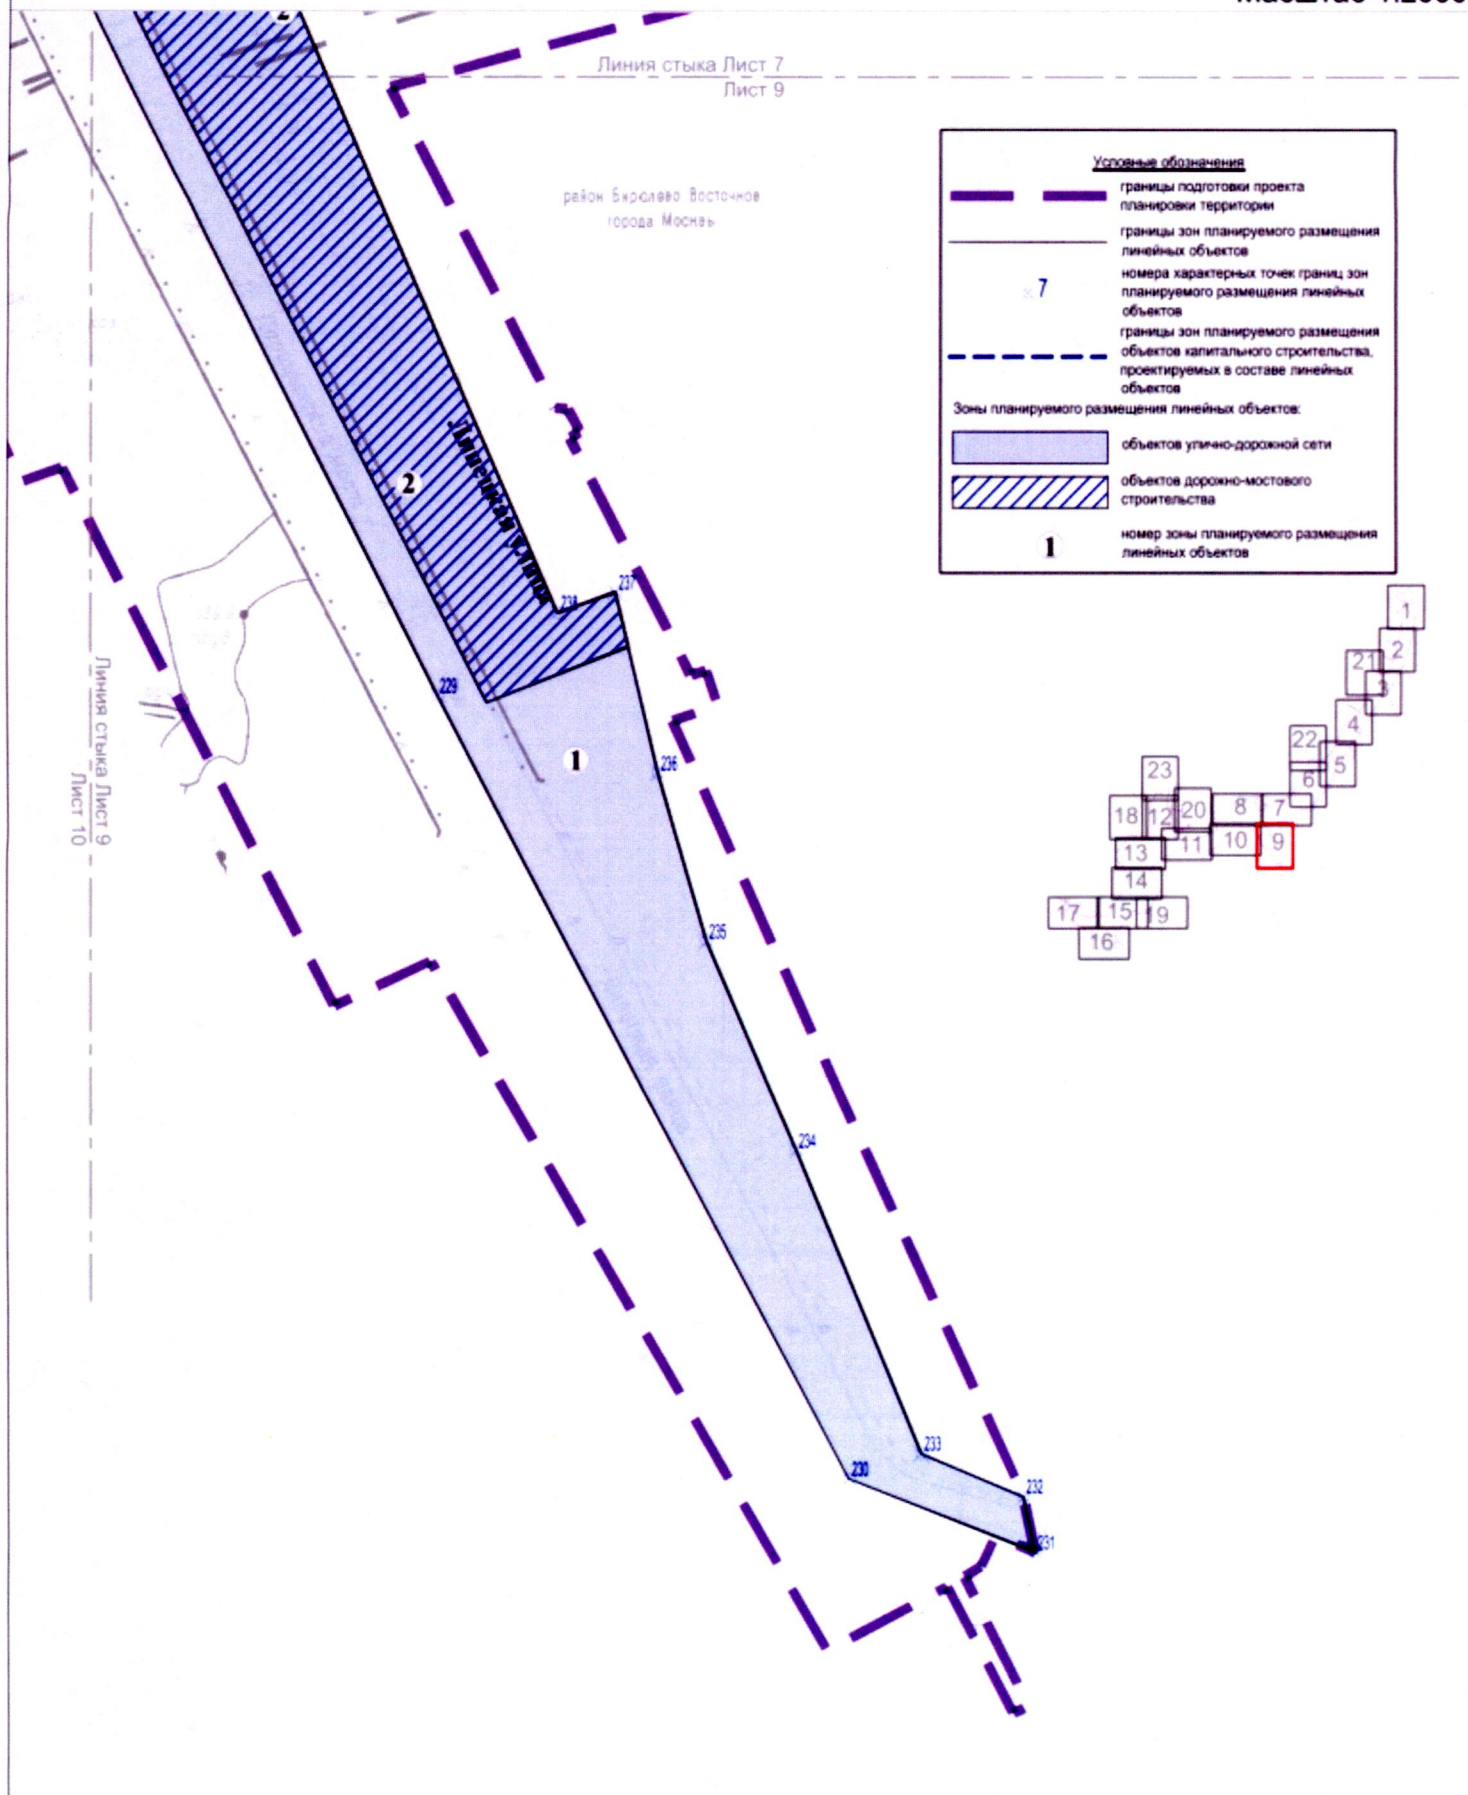 Линия стыка Лист 7
Лист 9
район Бирюлево Восточное
города Москвы
Условные обозначения
границы подготовки проекта
планировки территории
границы зон планируемого размещения
линейных объектов
7
номера характерных точек границ зон
планируемого размещения линейных
объектов
границы зон планируемого размещения
объектов капитального строительства,
проектируемых в составе линейных
объектов
Зоны планируемого размещения линейных объектов:
объектов улично-дорожной сети
объектов дорожно-мостового
строительства
1
номер зоны планируемого размещения
линейных объектов
2
2
Липецкая улица
238
237
229
1
236
235
234
233
230
232
231
Линия стыка Лист 9
Лист 10
1
2
21
3
4
22
5
6
23
18
12
20
8
7
13
11
10
9
14
17
15
19
16